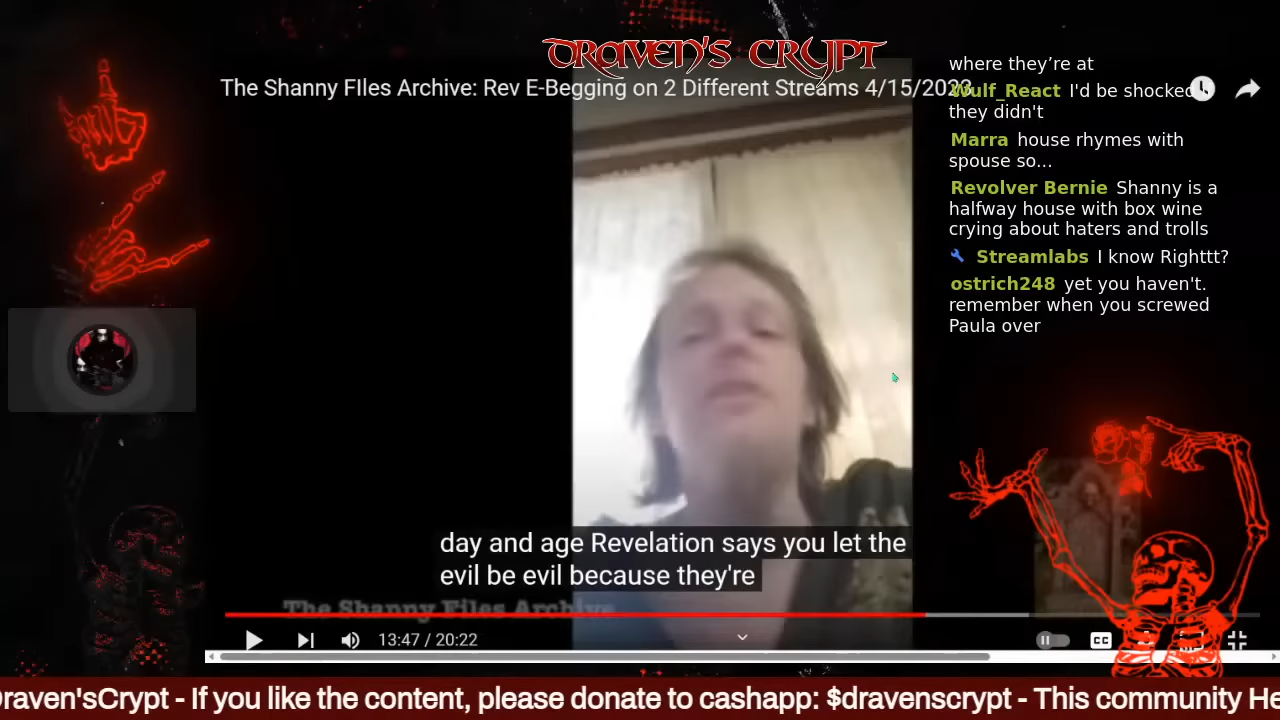 DRAVEN'S CRYPT
The Shanny FIles Archive: Rev E-Begging on 2 Different Streams 4/15/2023
where they’re at
Wulf_React I'd be shocked
they didn't
Marra house rhymes with
spouse so...
Revolver Bernie Shanny is a
halfway house with box wine
crying about haters and trolls
Streamlabs I know Righttt?
ostrich248 yet you haven't.
remember when you screwed
Paula over
day and age Revelation says you let the
evil be evil because they're
The Shanny Files Archive
13:47 / 20:22
CC
Draven'sCrypt - If you like the content, please donate to cashapp: $dravenscrypt - This community He